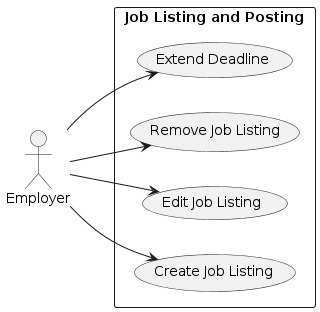 Job Listing and Posting
Extend Deadline
Remove Job Listing
Employer
Edit Job Listing
Create Job Listing